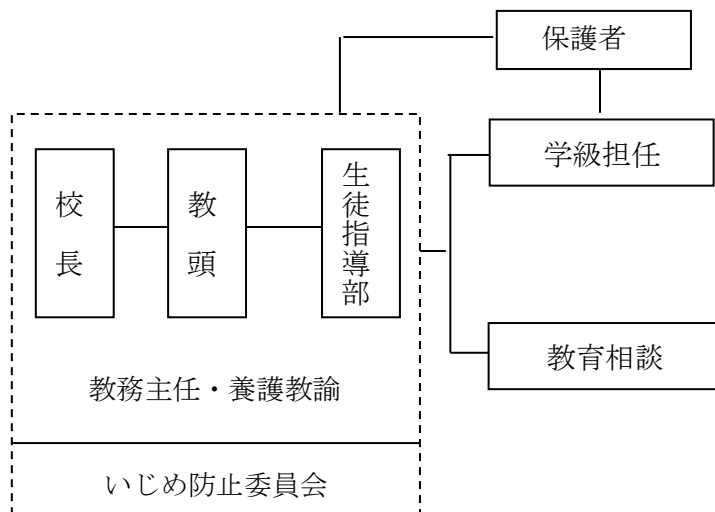 保護者
学級担任
校長
教頭
生徒指導部
教育相談
教務主任・養護教諭
いじめ防止委員会